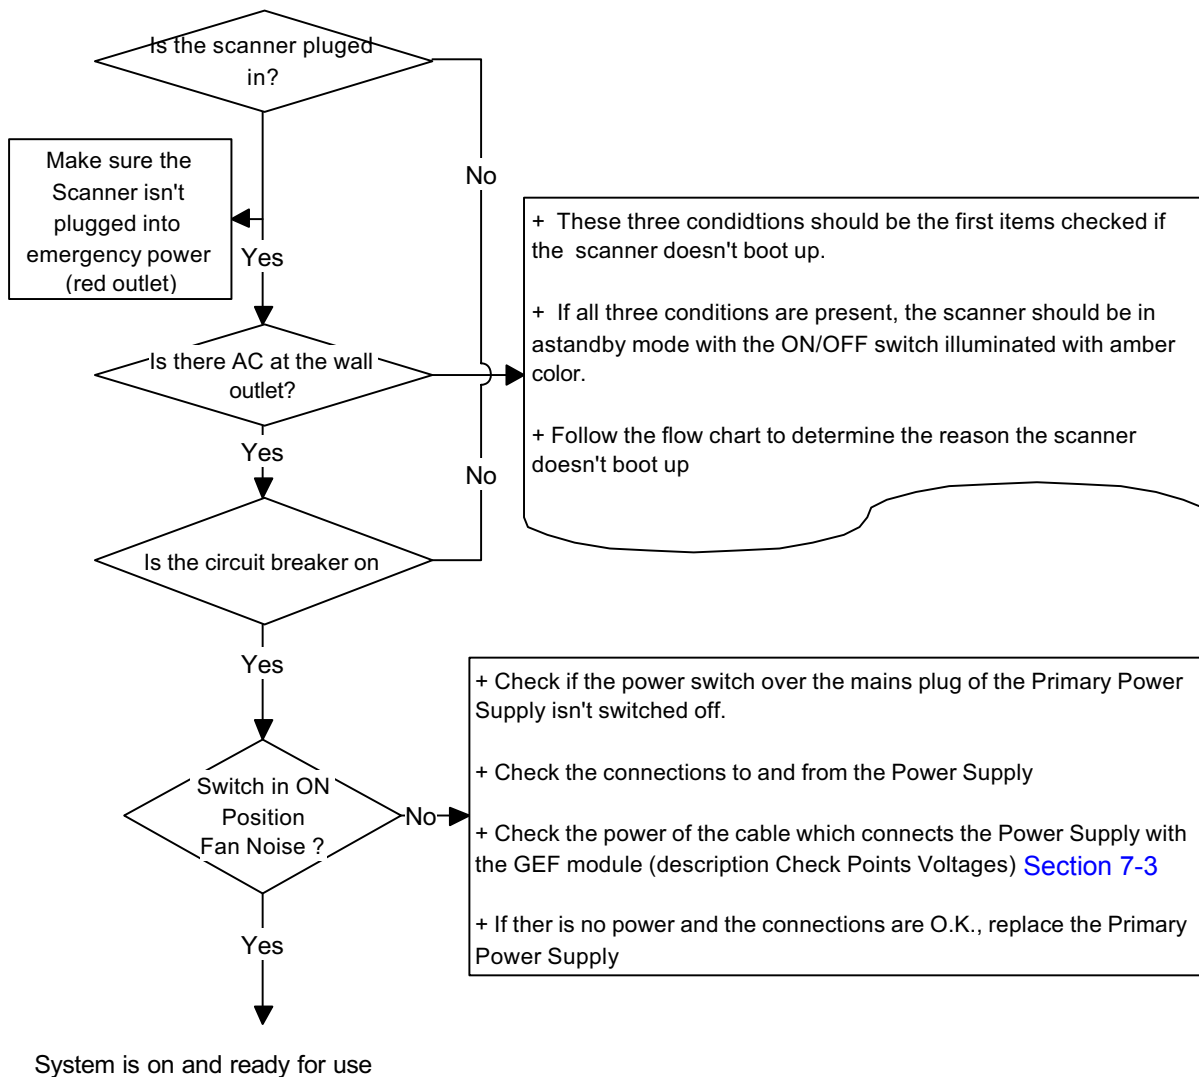 Is the scanner pluged
in?
No
Make sure the
Scanner isn't
plugged into
emergency power
(red outlet)
Yes
+ These three condidtions should be the first items checked if
the scanner doesn't boot up.
+ If all three conditions are present, the scanner should be in
astandby mode with the ON/OFF switch illuminated with amber
color.
+ Follow the flow chart to determine the reason the scanner
doesn't boot up
Is there AC at the wall
outlet?
Yes
No
Is the circuit breaker on
Yes
Switch in ON
Position
Fan Noise ?
No
+ Check if the power switch over the mains plug of the Primary Power
Supply isn't switched off.
+ Check the connections to and from the Power Supply
+ Check the power of the cable which connects the Power Supply with
the GEF module (description Check Points Voltages) Section 7-3
+ If ther is no power and the connections are O.K., replace the Primary
Power Supply
Yes
System is on and ready for use